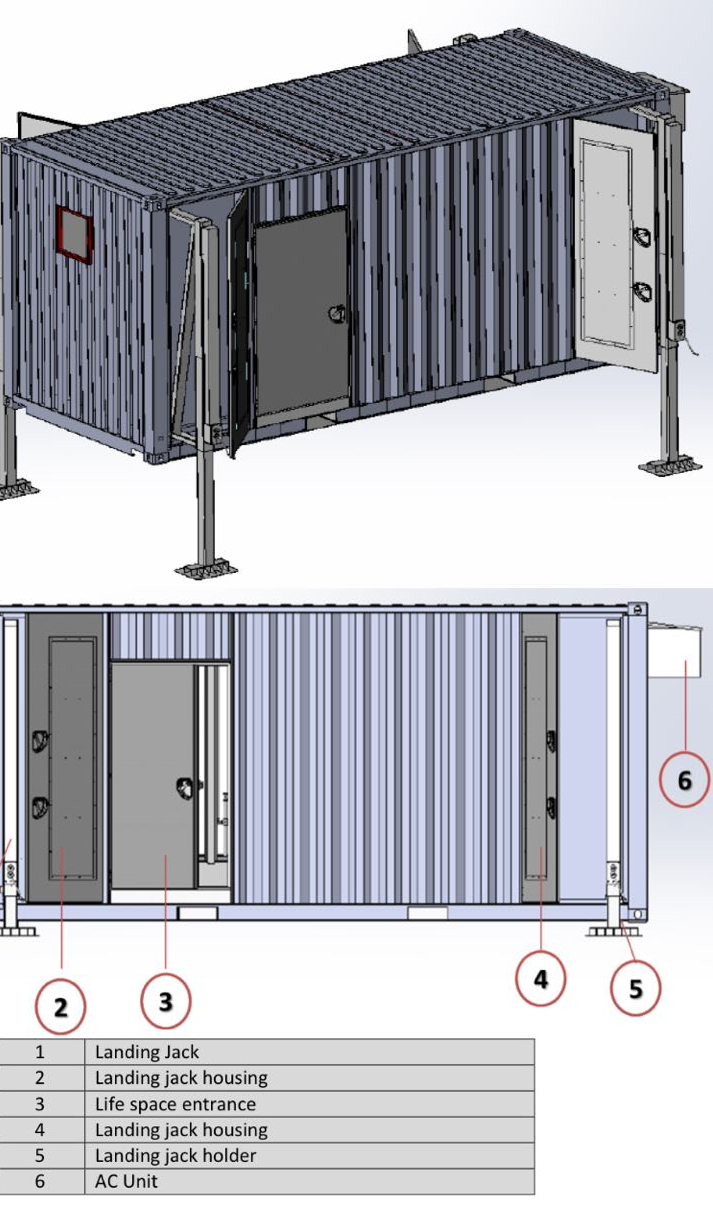 6
2
3
4
5
1 Landing Jack
2 Landing jack housing
3 Life space entrance
4 Landing jack housing
5 Landing jack holder
6 AC Unit